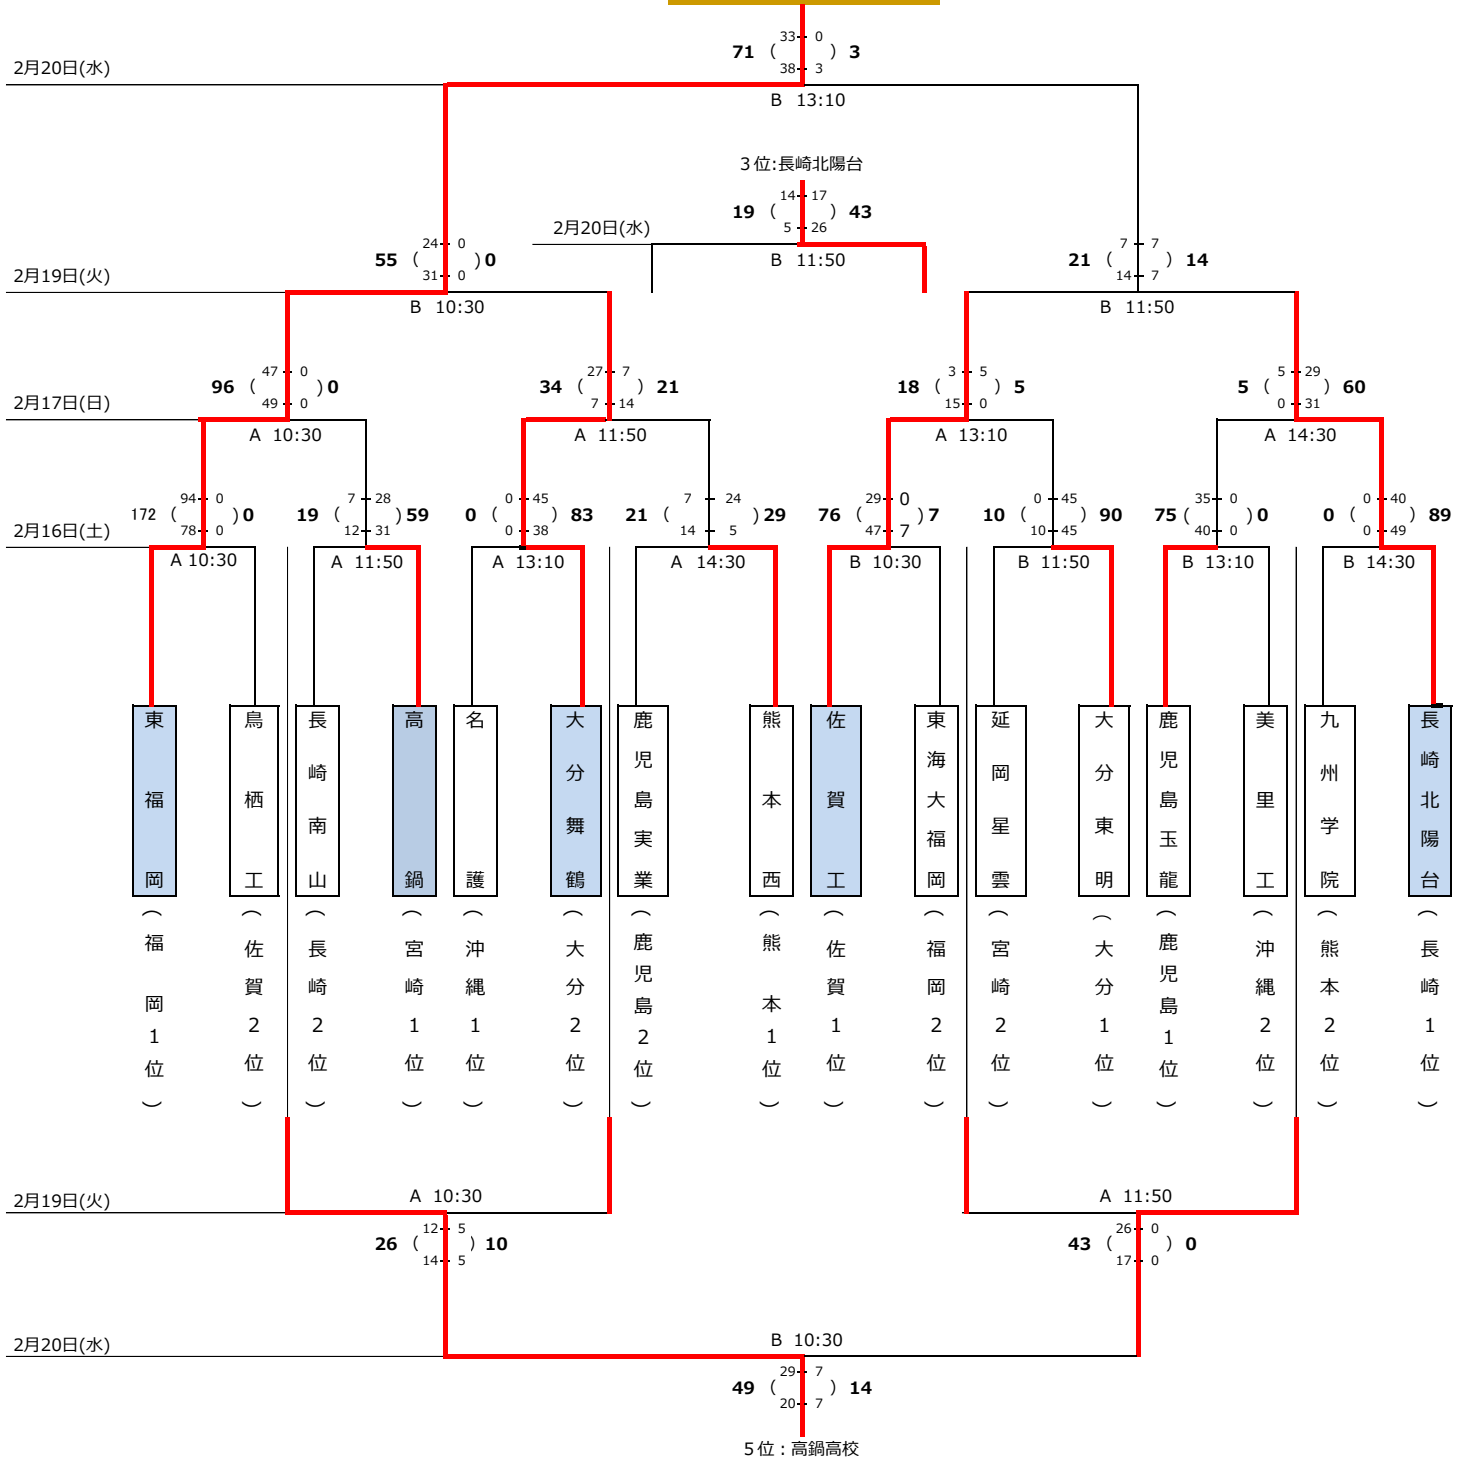 33 0
71 ( ) 3
38 3
2月20日(水)
B 13:10
3位:長崎北陽台
14 17
19 ( ) 43
5 26
2月20日(水)
B 11:50
24 0
55 ( ) 0
31 0
7 7
21 ( ) 14
14 7
2月19日(火)
B 10:30
B 11:50
47 0
96 ( ) 0
49 0
27 7
34 ( ) 21
7 14
3 5
18 ( ) 5
15 0
5 29
5 ( ) 60
0 31
2月17日(日)
A 10:30
A 11:50
A 13:10
A 14:30
94 0
172 ( ) 0
78 0
7 28
19 ( ) 59
12 31
0 45
0 ( ) 83
0 38
7 24
21 ( ) 29
14 5
29 0
76 ( ) 7
47 7
0 45
10 ( ) 90
10 45
35 0
75 ( ) 0
40 0
0 40
0 ( ) 89
0 49
2月16日(土)
A 10:30
A 11:50
A 13:10
A 14:30
B 10:30
B 11:50
B 13:10
B 14:30
東福岡
(福岡1位)
鳥栖工
(佐賀2位)
長崎南山
(長崎2位)
高鍋
(宮崎1位)
名護
(沖縄1位)
大分舞鶴
(大分2位)
鹿児島実業
(鹿児島2位)
熊本西
(熊本1位)
佐賀工
(佐賀1位)
東海大福岡
(福岡2位)
延岡星雲
(宮崎2位)
大分東明
(大分1位)
鹿児島玉龍
(鹿児島1位)
美里工
(沖縄2位)
九州学院
(熊本2位)
長崎北陽台
(長崎1位)
2月19日(火)
A 10:30
A 11:50
12 5
26 ( ) 10
14 5
26 0
43 ( ) 0
17 0
2月20日(水)
B 10:30
29 7
49 ( ) 14
20 7
5位：高鍋高校